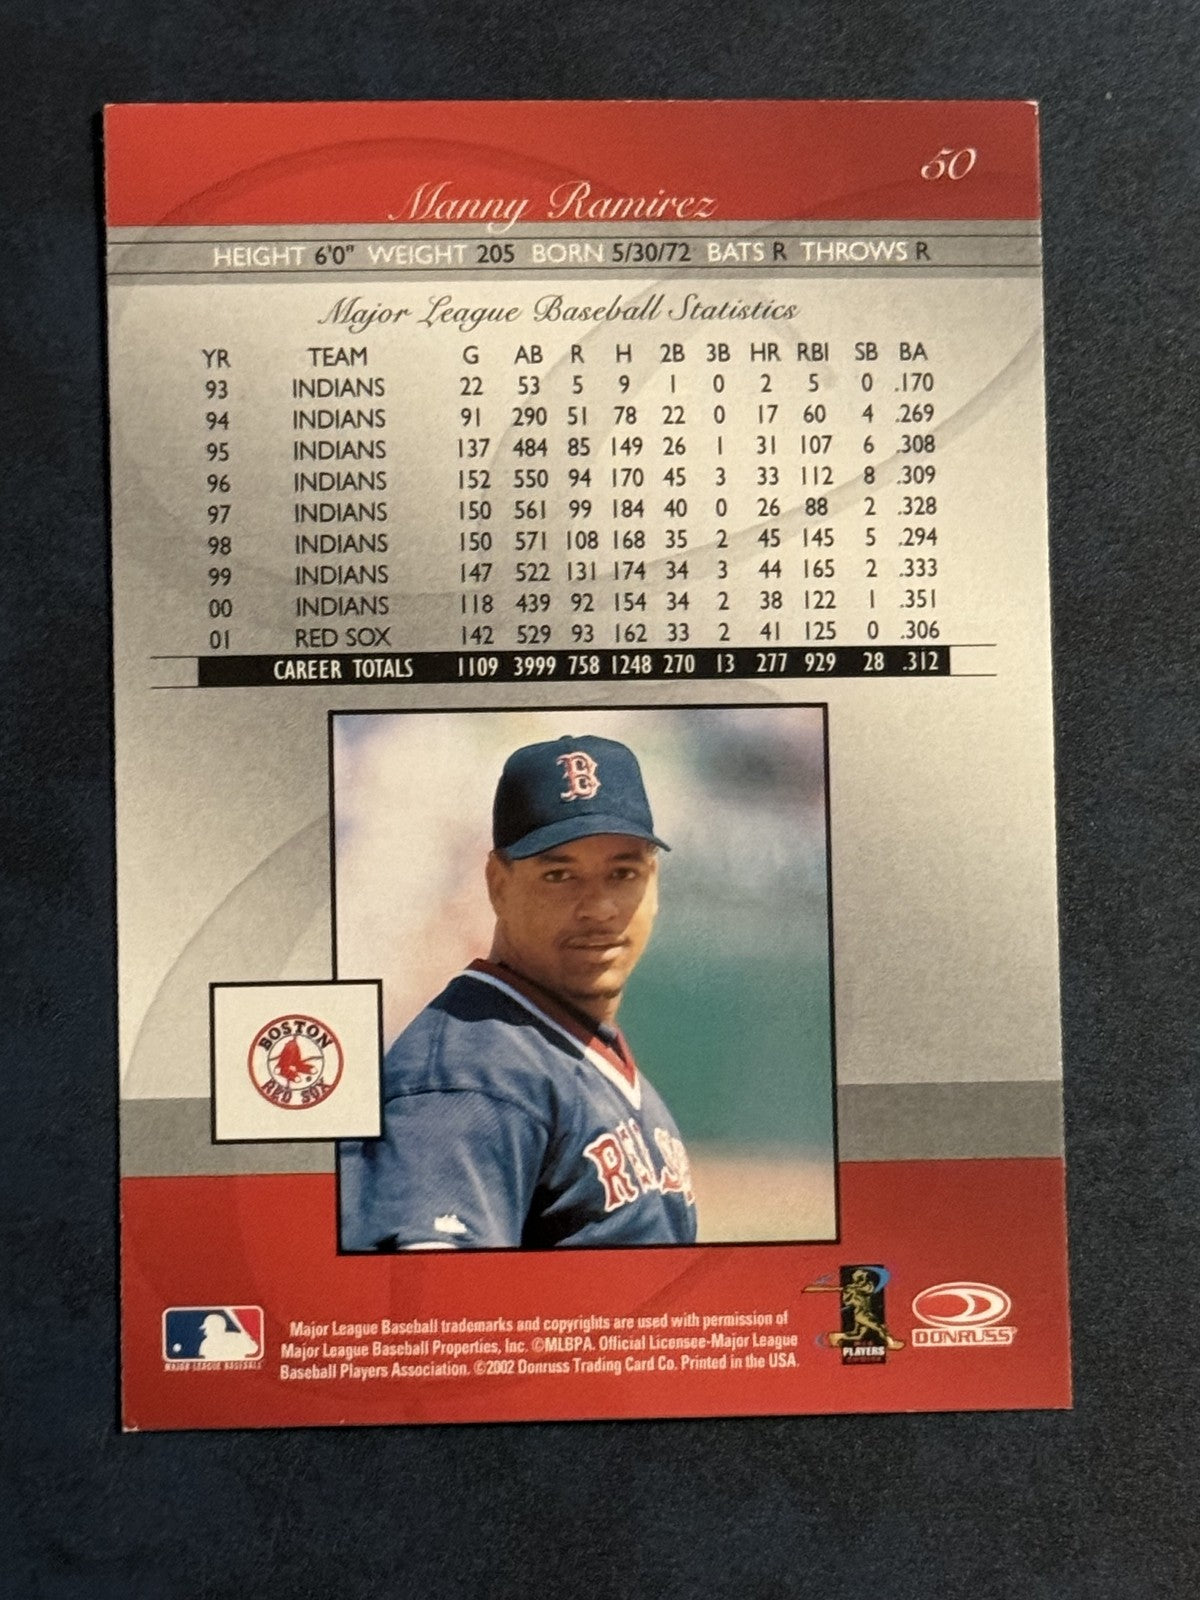 50
Manny Ramirez
HEIGHT 6'0" WEIGHT 205 BORN 5/30/72 BATS R THROWS R
Major League Baseball Statistics
YR TEAM G AB R H 2B 3B HR RBI SB BA
93 INDIANS 22 53 5 9 1 0 2 5 0 .170
94 INDIANS 91 290 51 78 22 0 17 60 4 .269
95 INDIANS 137 484 85 149 26 1 31 107 6 .308
96 INDIANS 152 550 94 170 45 3 33 112 8 .309
97 INDIANS 150 561 99 184 40 0 26 88 2 .328
98 INDIANS 150 571 108 168 35 2 45 145 5 .294
99 INDIANS 147 522 131 174 34 3 44 165 2 .333
00 INDIANS 118 439 92 154 34 2 38 122 1 .351
01 RED SOX 142 529 93 162 33 2 41 125 0 .306
CAREER TOTALS 1109 3999 758 1248 270 13 277 929 28 .312
B
BOSTON
RED SOX
RED SO
Major League Baseball trademarks and copyrights are used with permission of
Major League Baseball Properties, Inc. ©MLBPA. Official Licensee-Major League
Baseball Players Association. ©2002 Donruss Trading Card Co. Printed in the USA.
MAJOR LEAGUE BASEBALL
PLAYERS
CHOICE
DONRUSS